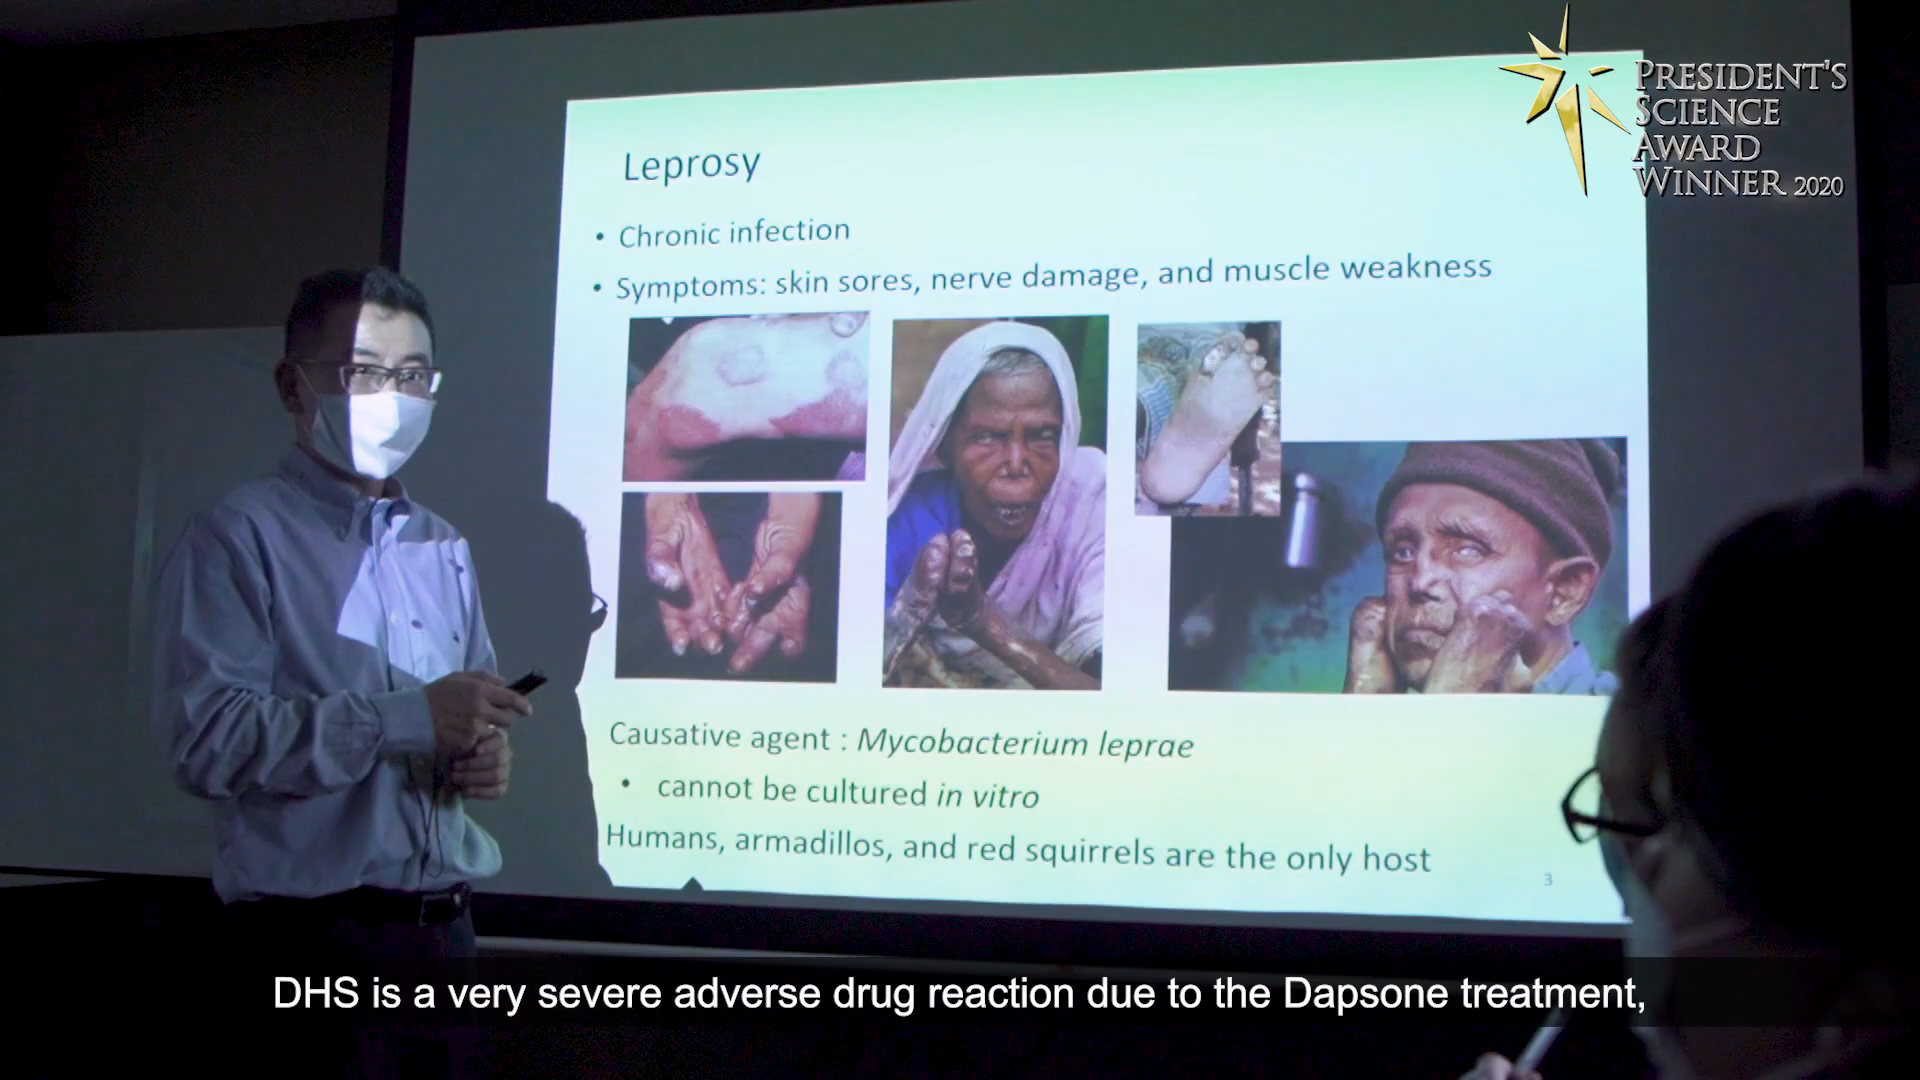 PRESIDENT'S
SCIENCE
AWARD
WINNER 2020
Leprosy
• Chronic infection
• Symptoms: skin sores, nerve damage, and muscle weakness
Causative agent : Mycobacterium leprae
• cannot be cultured in vitro
Humans, armadillos, and red squirrels are the only host
3
DHS is a very severe adverse drug reaction due to the Dapsone treatment,